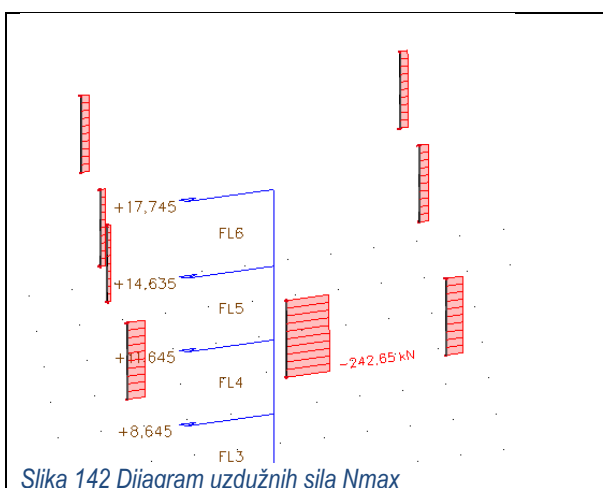 +17,745
FL6
+14.635
FL5
+11,645
-242,65 kN
FL4
+8,645
FL3
Slika 142 Dijagram uzdužnih sila Nmax